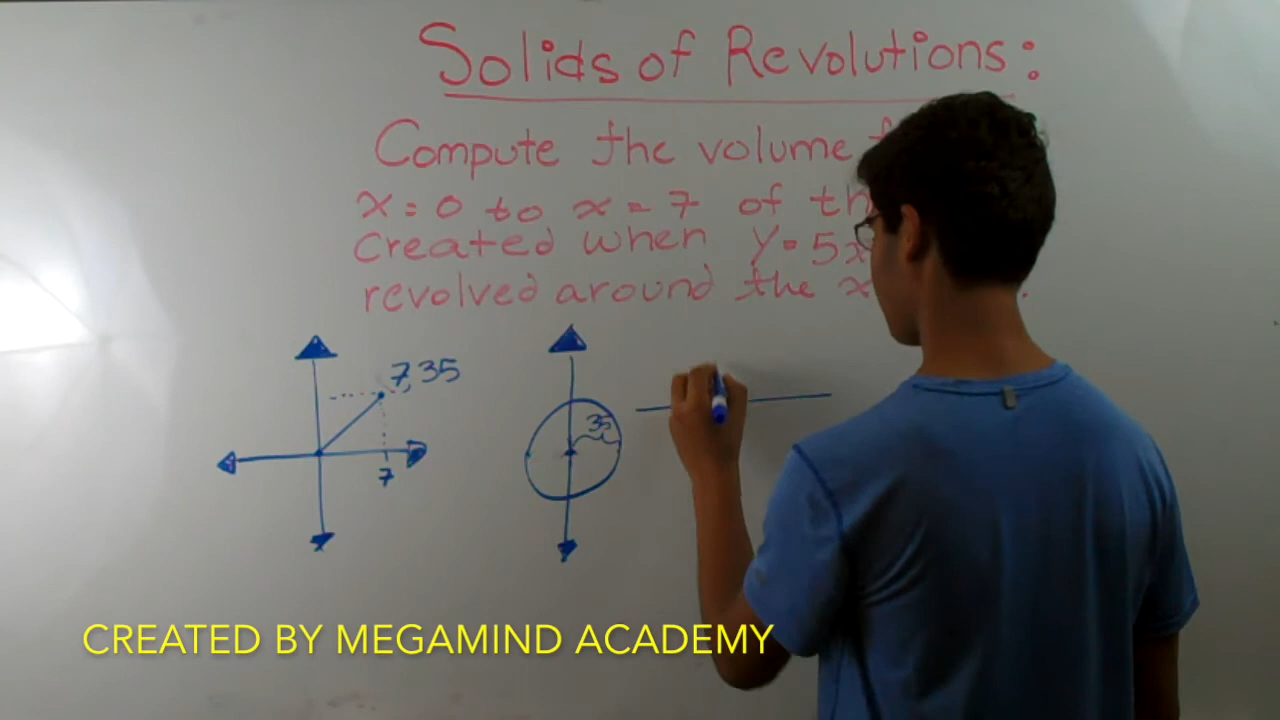 Solids of Revolutions:
Compute the volume
x = 0 to x = 7 of
created when y = 5x
revolved around the x
7,35
35
7
CREATED BY MEGAMIND ACADEMY